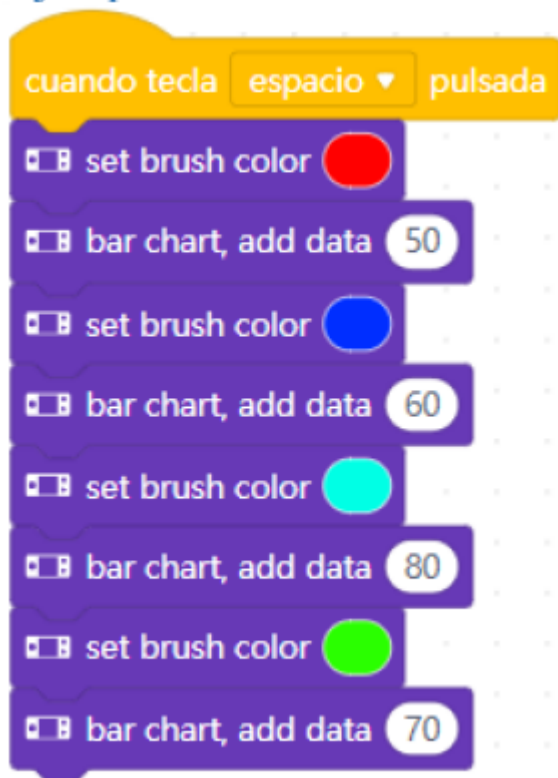 cuando tecla espacio pulsada
set brush color
bar chart, add data 50
set brush color
bar chart, add data 60
set brush color
bar chart, add data 80
set brush color
bar chart, add data 70